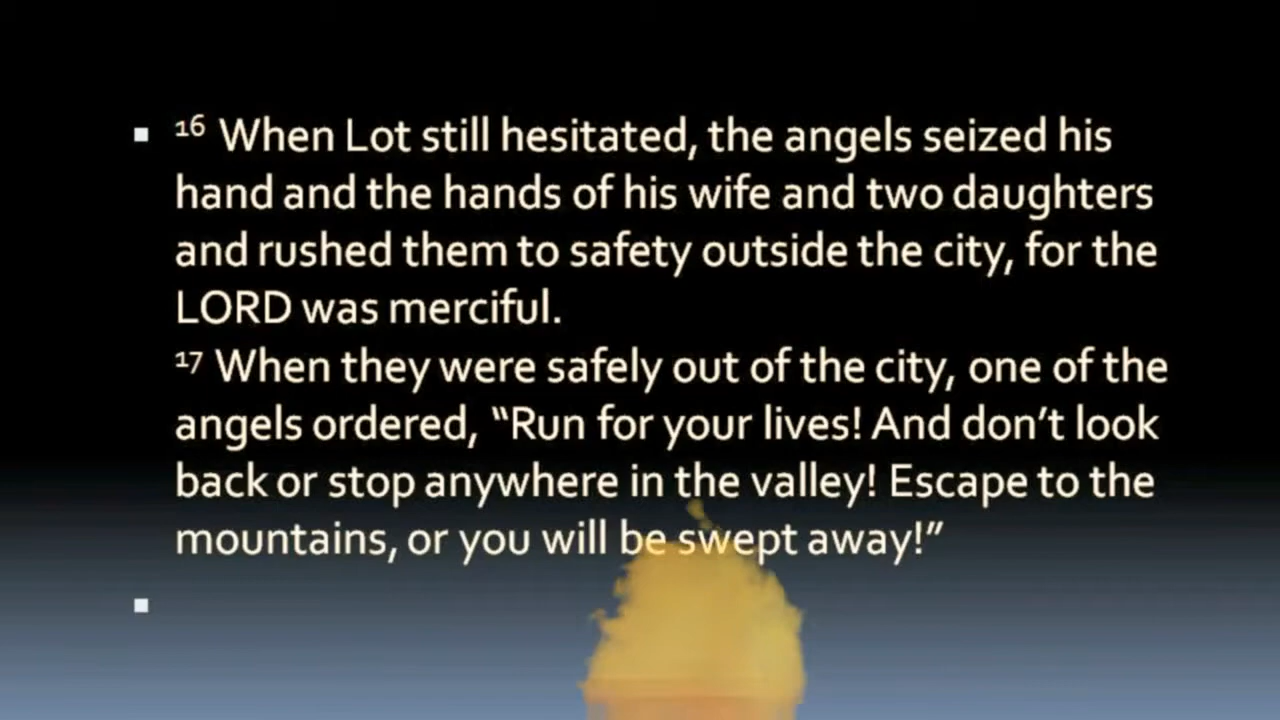 16 When Lot still hesitated, the angels seized his
hand and the hands of his wife and two daughters
and rushed them to safety outside the city, for the
LORD was merciful.
17 When they were safely out of the city, one of the
angels ordered, “Run for your lives! And don’t look
back or stop anywhere in the valley! Escape to the
mountains, or you will be swept away!”